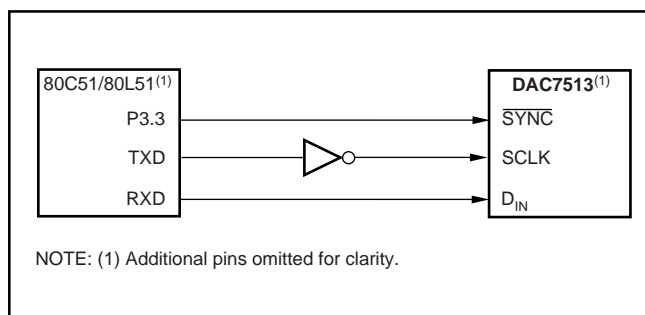 80C51/80L51(1)
DAC7513(1)
P3.3
SYNC
TXD
SCLK
RXD
DIN
NOTE: (1) Additional pins omitted for clarity.